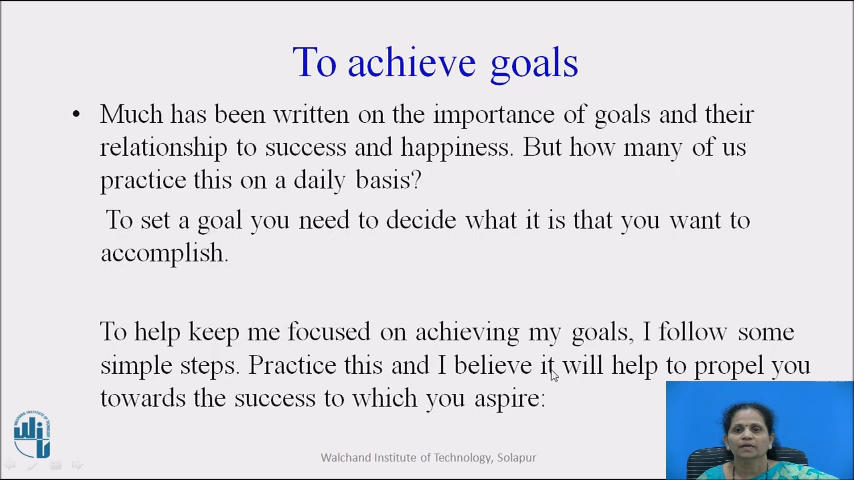 To achieve goals
• Much has been written on the importance of goals and their
relationship to success and happiness. But how many of us
practice this on a daily basis?
To set a goal you need to decide what it is that you want to
accomplish.
To help keep me focused on achieving my goals, I follow some
simple steps. Practice this and I believe it will help to propel you
towards the success to which you aspire:
Walchand Institute of Technology, Solapur